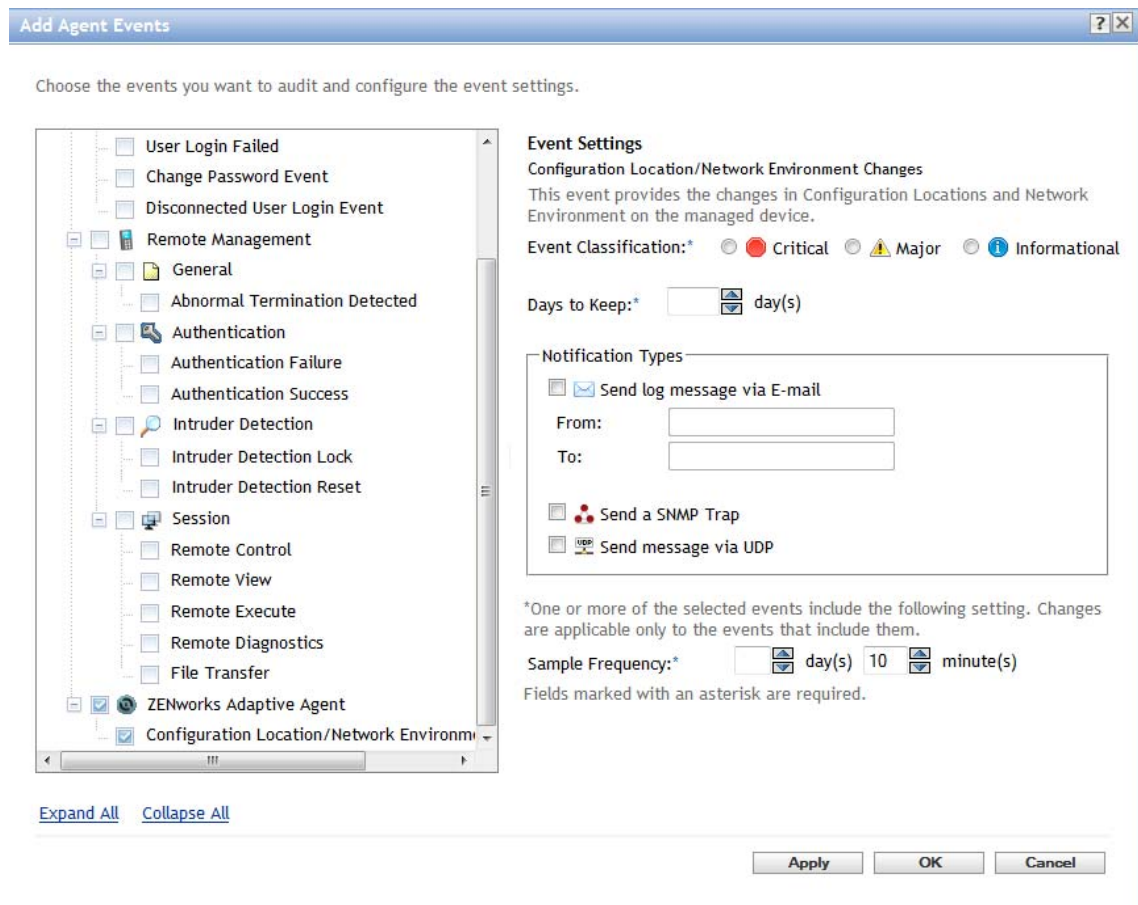 Add Agent Events
?
Choose the events you want to audit and configure the event settings.
User Login Failed
Change Password Event
Disconnected User Login Event
Remote Management
General
Abnormal Termination Detected
Authentication
Authentication Failure
Authentication Success
Intruder Detection
Intruder Detection Lock
Intruder Detection Reset
Session
Remote Control
Remote View
Remote Execute
Remote Diagnostics
File Transfer
ZENworks Adaptive Agent
Configuration Location/Network Environm
Expand All Collapse All
Event Settings
Configuration Location/Network Environment Changes
This event provides the changes in Configuration Locations and Network
Environment on the managed device.
Event Classification:* Critical Major Informational
Days to Keep:* day(s)
Notification Types
Send log message via E-mail
From:
To:
Send a SNMP Trap
UDP Send message via UDP
*One or more of the selected events include the following setting. Changes
are applicable only to the events that include them.
Sample Frequency:* day(s) 10 minute(s)
Fields marked with an asterisk are required.
Apply OK Cancel